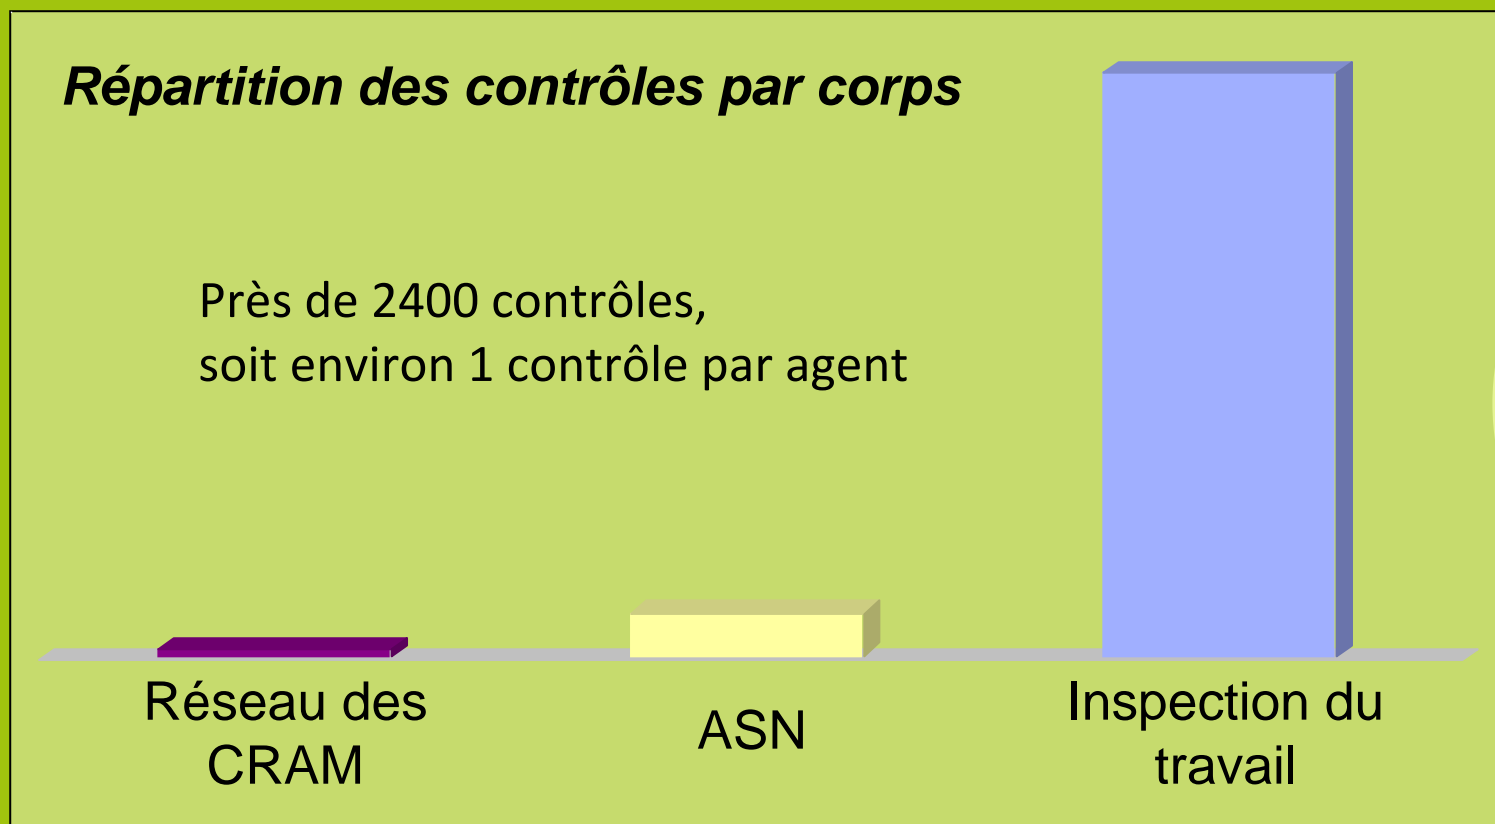 Répartition des contrôles par corps
Près de 2400 contrôles,
soit environ 1 contrôle par agent
Réseau des
CRAM
ASN
Inspection du
travail